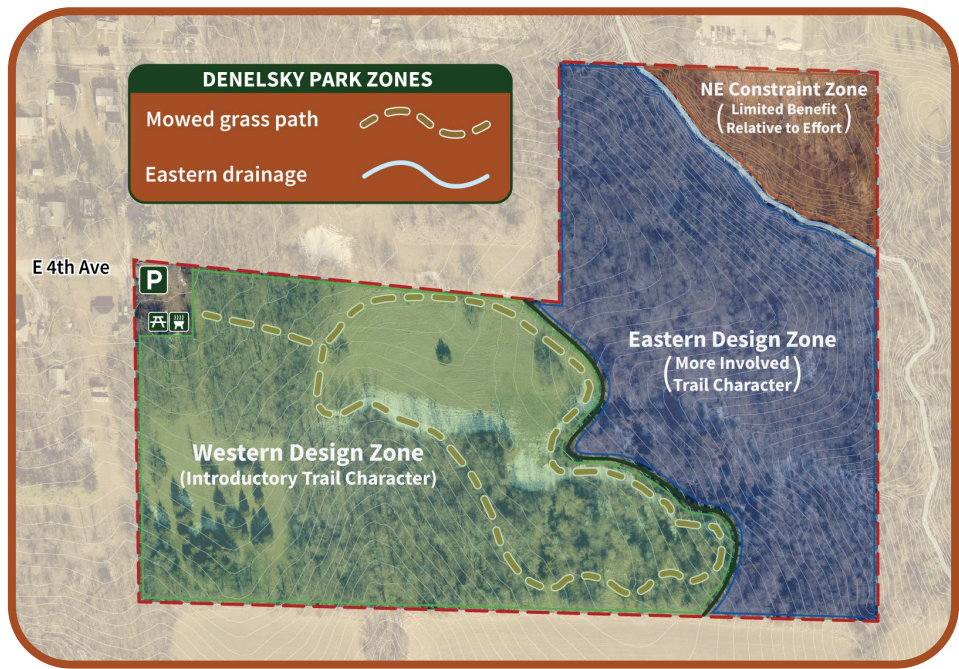 DENELSKY PARK ZONES
Mowed grass path
Eastern drainage
NE Constraint Zone
(Limited Benefit
Relative to Effort)
E 4th Ave
P
Eastern Design Zone
(More Involved
Trail Character)
Western Design Zone
(Introductory Trail Character)